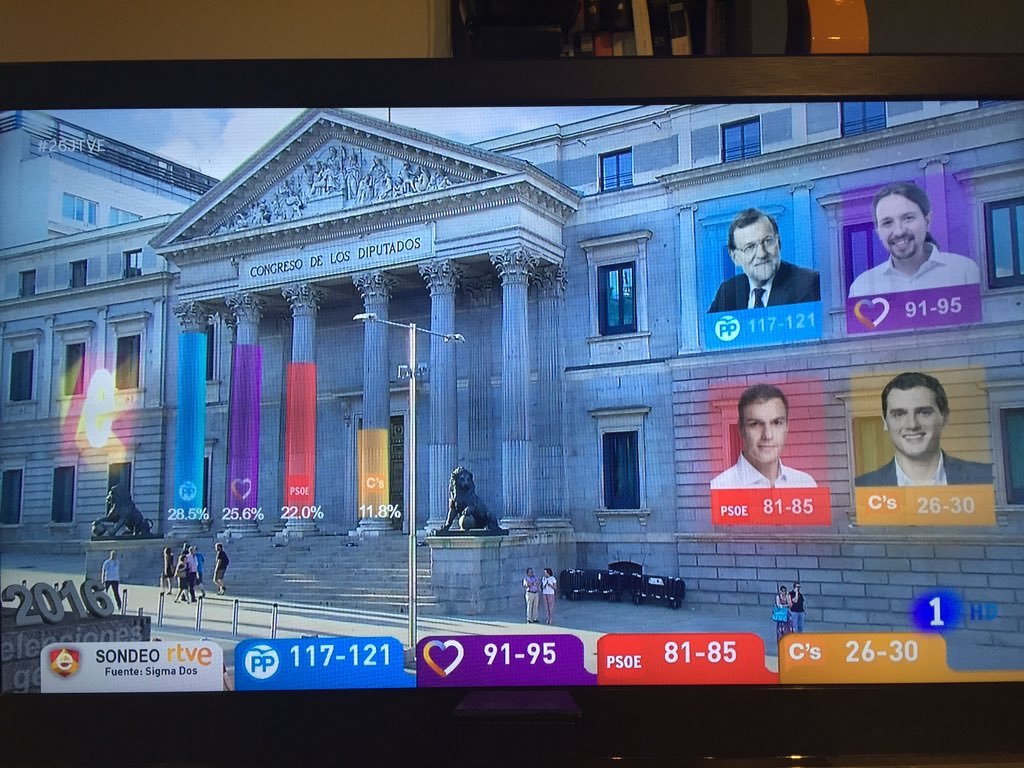 #26JTVE
CONGRESO DE LOS DIPUTADOS
117-121
91-95
PSOE 81-85
C's 26-30
PSOE
C's
28.5% 25.6% 22.0% 11.8%
2016
elecciones
1 HD
SONDEO rtve
Fuente: Sigma Dos
117-121
91-95
PSOE 81-85
C's 26-30